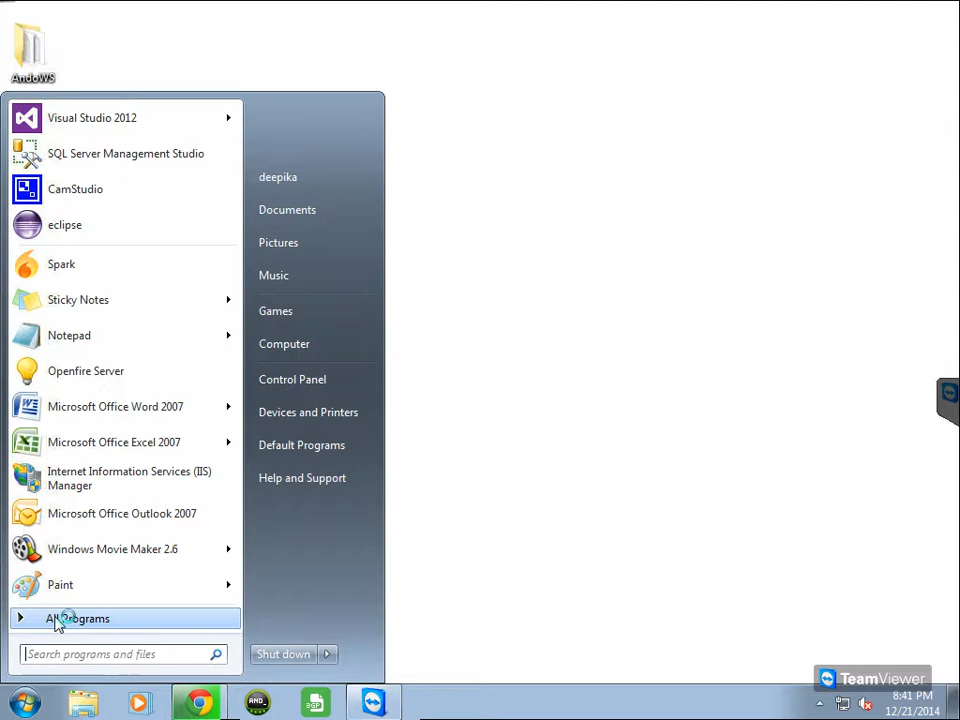 AndoWS
Visual Studio 2012
SQL Server Management Studio
CamStudio
eclipse
Spark
Sticky Notes
Notepad
Openfire Server
Microsoft Office Word 2007
Microsoft Office Excel 2007
Internet Information Services (IIS)
Manager
Microsoft Office Outlook 2007
Windows Movie Maker 2.6
Paint
All Programs
Search programs and files
deepika
Documents
Pictures
Music
Games
Computer
Control Panel
Devices and Printers
Default Programs
Help and Support
Shut down
TeamViewer
AND
BGP
8:41 PM
12/21/2014